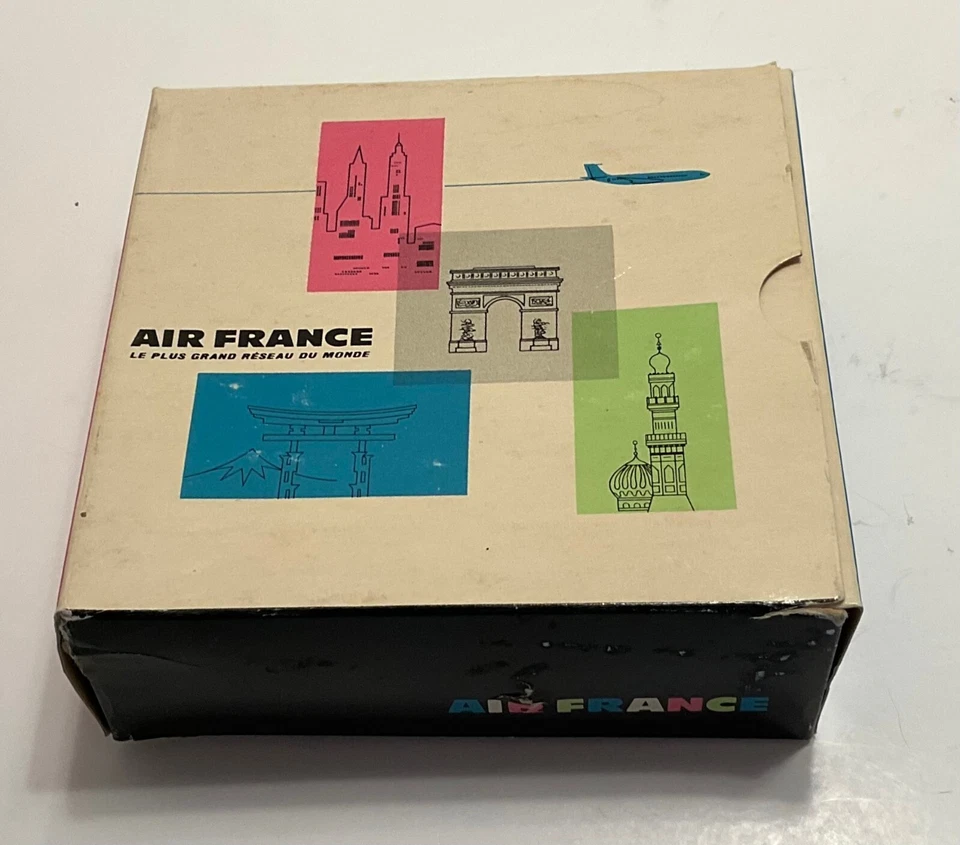 AIR FRANCE
LE PLUS GRAND RÉSEAU DU MONDE
AIR FRANCE